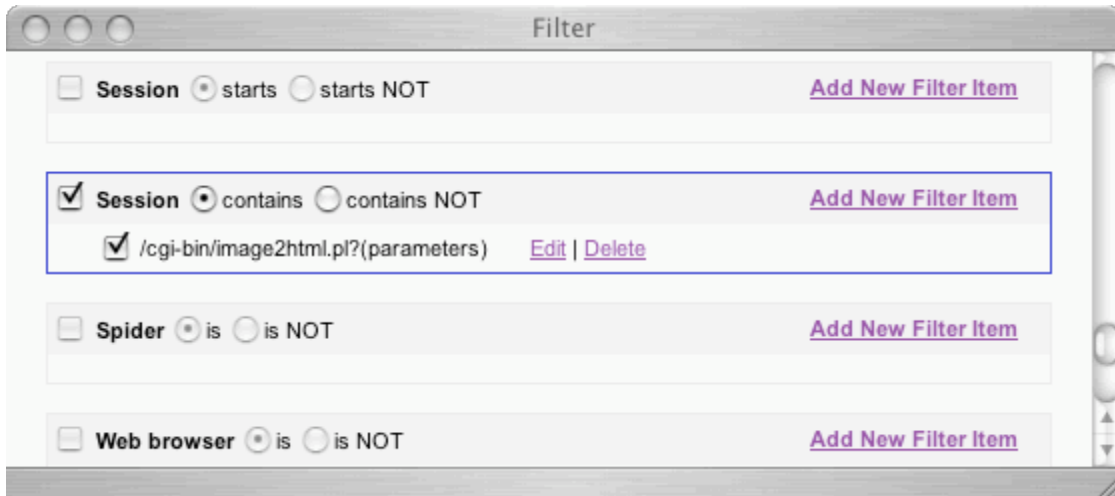 Filter
Session starts starts NOT Add New Filter Item
Session contains contains NOT Add New Filter Item
/cgi-bin/image2html.pl?(parameters) Edit | Delete
Spider is is NOT Add New Filter Item
Web browser is is NOT Add New Filter Item